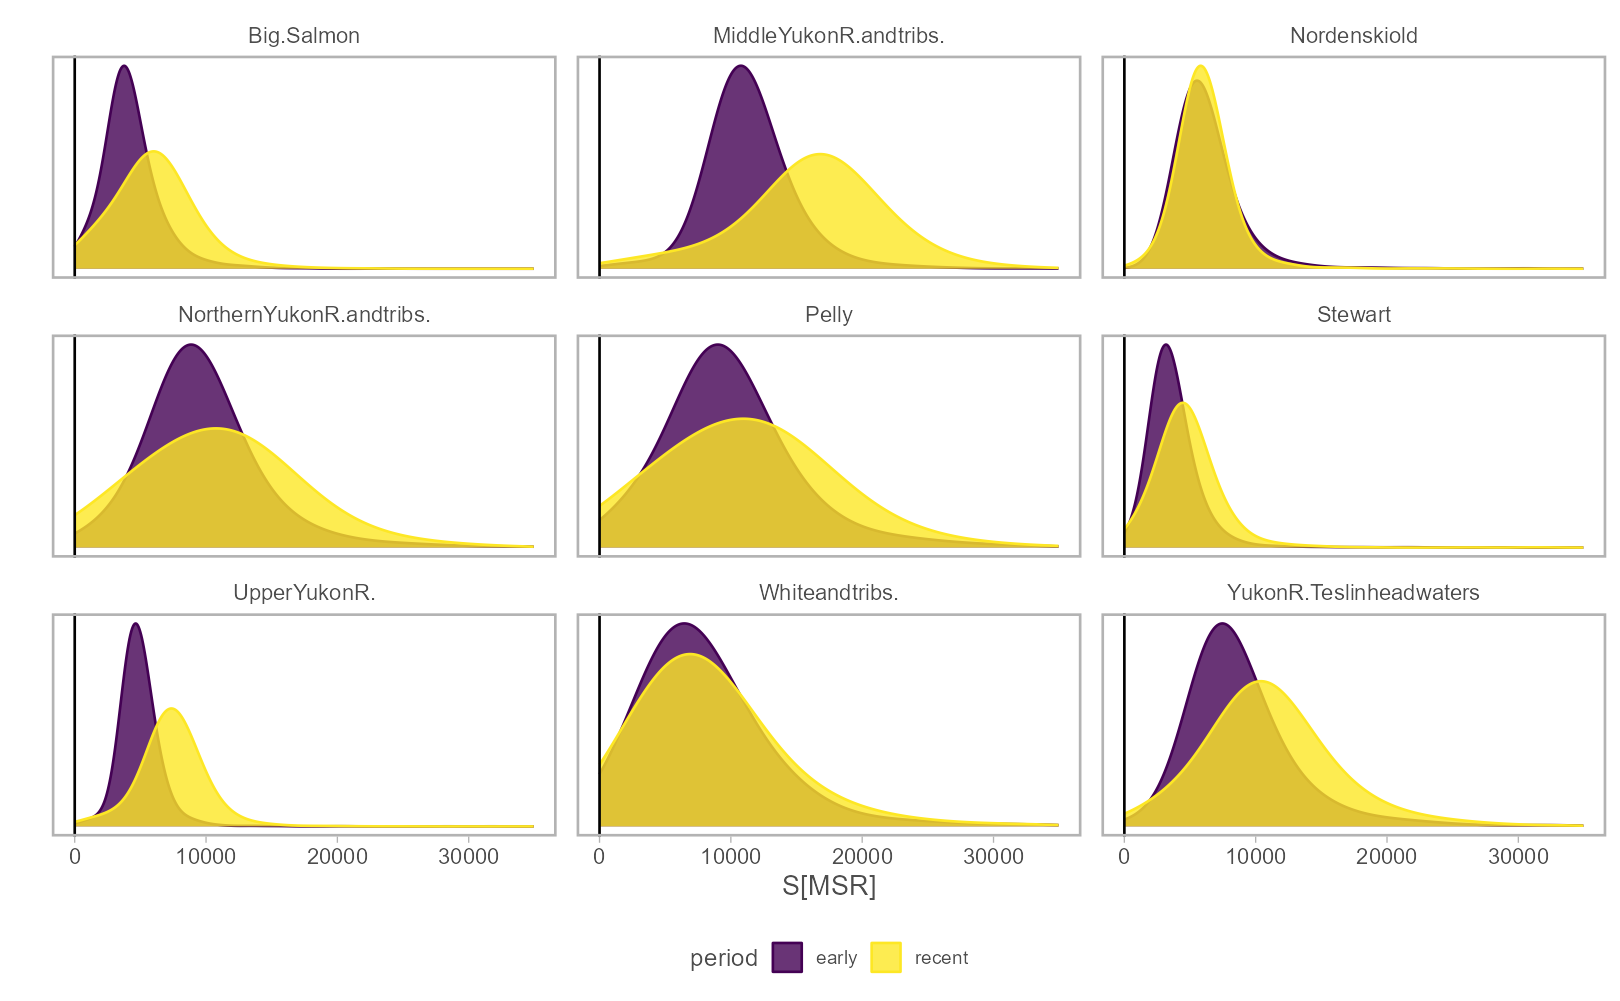 Big.Salmon
MiddleYukonR.andtribs.
Nordenskiold
NorthernYukonR.andtribs.
Pelly
Stewart
UpperYukonR.
Whiteandtribs.
YukonR.Teslinheadwaters
0 10000 20000 30000
0 10000 20000 30000
0 10000 20000 30000
S[MSR]
period early recent